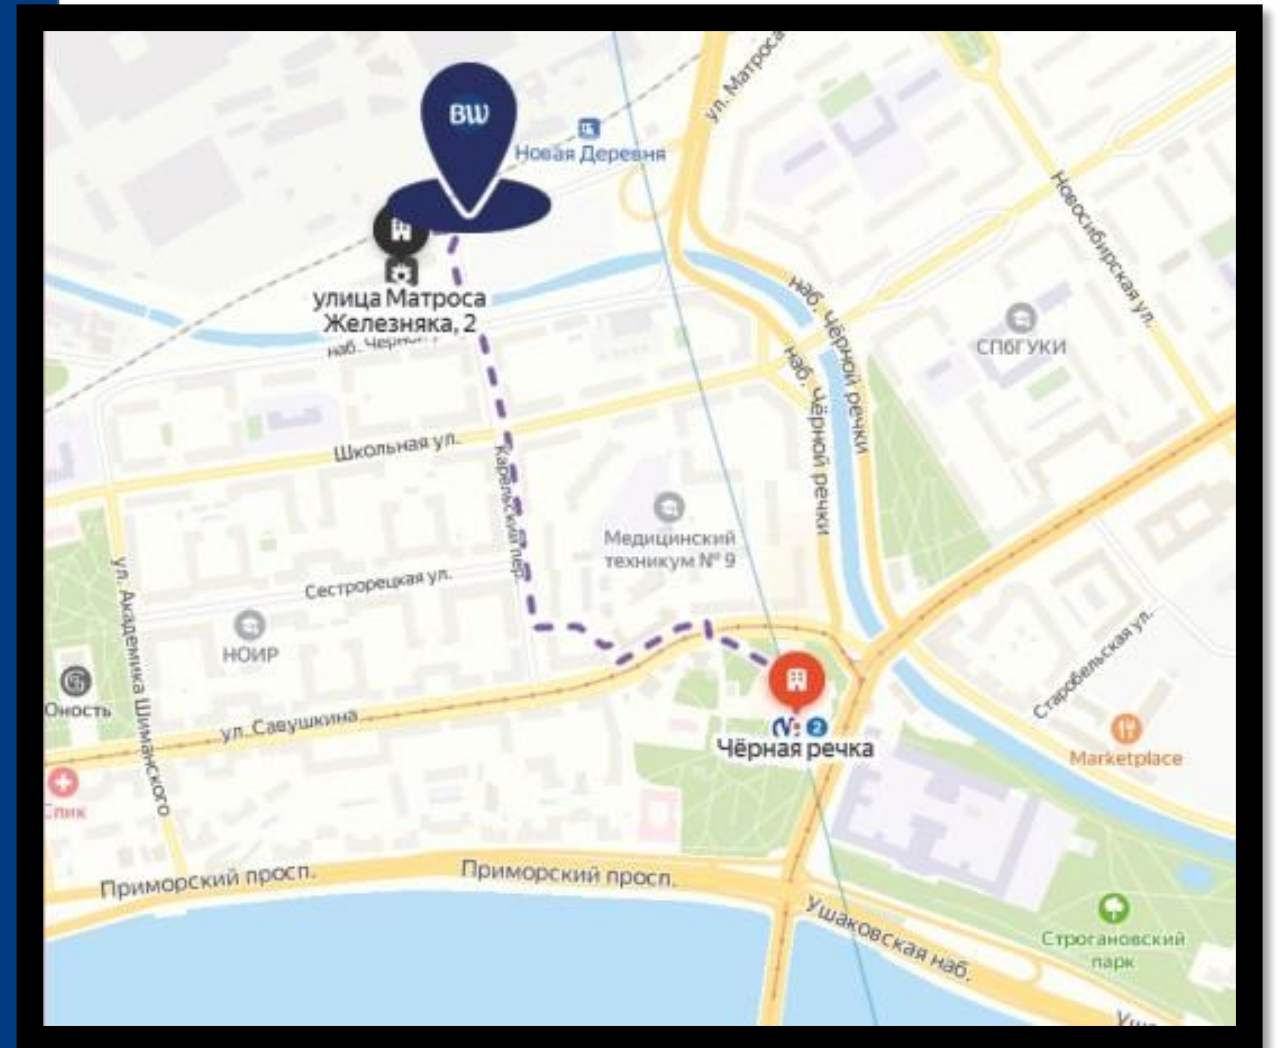 ул. Матроса
BW
Новая Деревня
Новосибирская ул.
улица Матроса
Железняка, 2
наб. Чёрной речки
наб. Чёрной речки
СПбГУКИ
Школьная ул.
Карельский пер.
Медицинский
техникум № 9
ул. Академика Шиманского
Сестрорецкая ул.
НОИР
Старобельская ул.
ул. Савушкина
2
Чёрная речка
Marketplace
Приморский просп.
Приморский просп.
Ушаковская наб.
Строгановский
парк